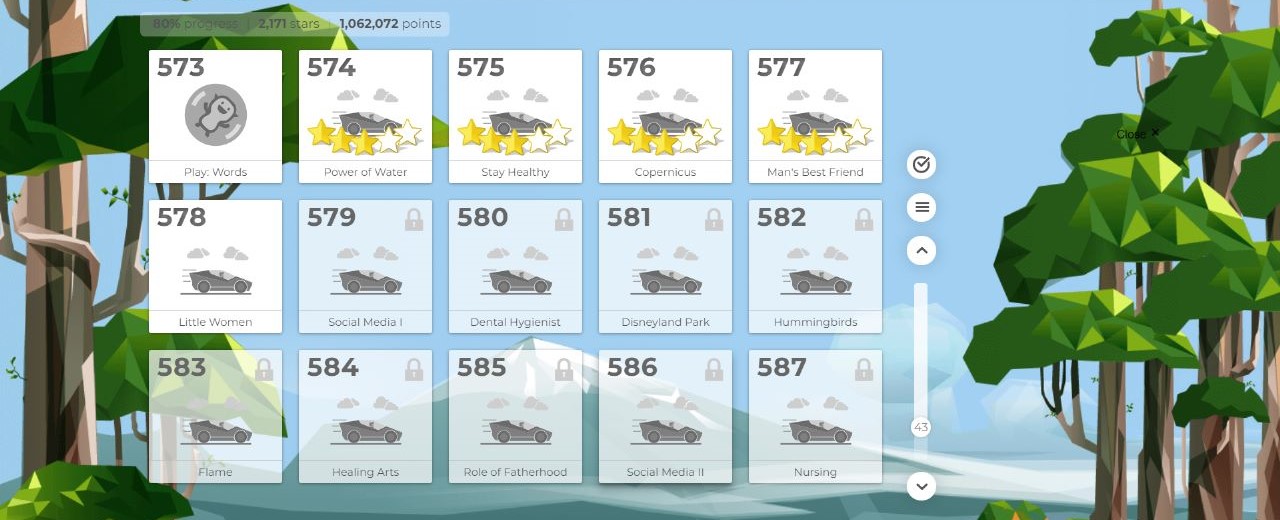 80% progress | 2,171 stars | 1,062,072 points
573 574 575 576 577
Close ×
Play: Words Power of Water Stay Healthy Copernicus Man's Best Friend
578 579 580 581 582
Little Women Social Media I Dental Hygienist Disneyland Park Hummingbirds
583 584 585 586 587
43
Flame Healing Arts Role of Fatherhood Social Media II Nursing